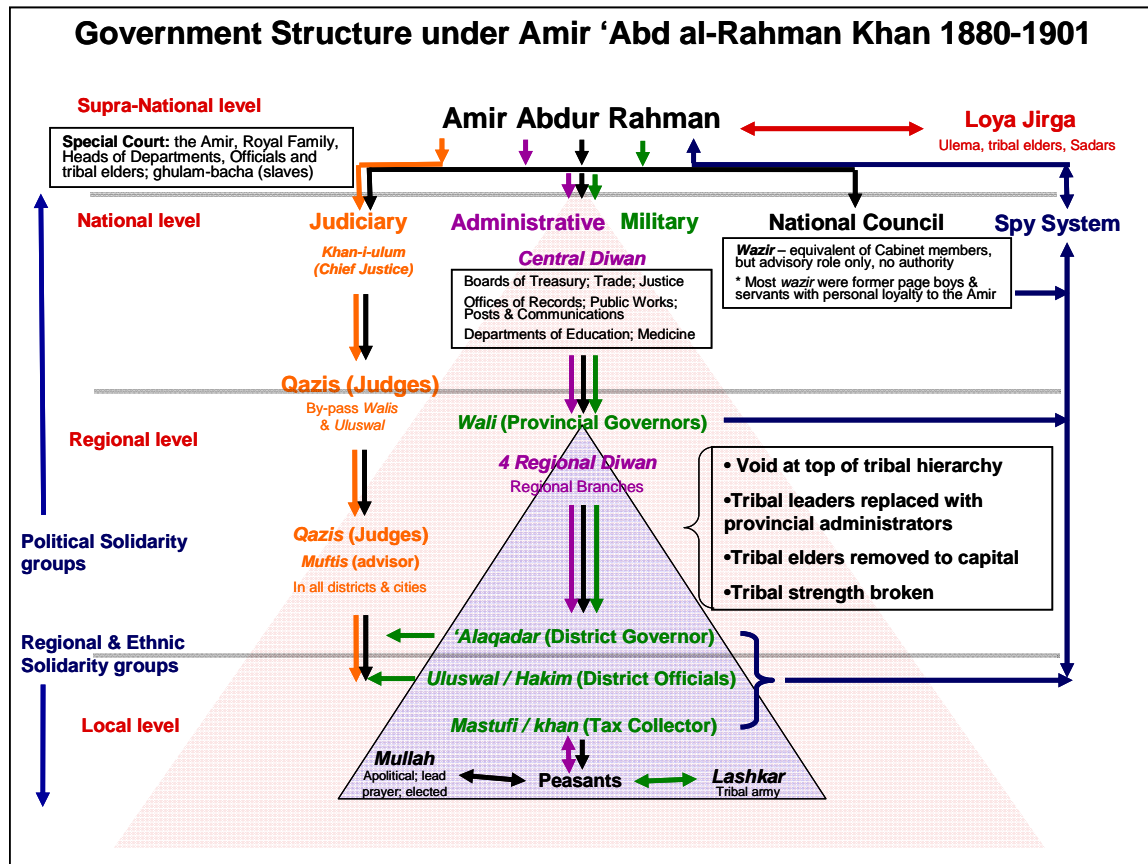 Government Structure under Amir ‘Abd al-Rahman Khan 1880-1901
Supra-National level
Special Court: the Amir, Royal Family,
Heads of Departments, Officials and
tribal elders; ghulam-bacha (slaves)
Amir Abdur Rahman
Loya Jirga
Ulema, tribal elders, Sadars
National level
Judiciary
Khan-i-ulum
(Chief Justice)
Administrative
Military
National Council
Spy System
Wazir – equivalent of Cabinet members,
but advisory role only, no authority
* Most wazir were former page boys &
servants with personal loyalty to the Amir
Central Diwan
Boards of Treasury; Trade; Justice
Offices of Records; Public Works;
Posts & Communications
Departments of Education; Medicine
Qazis (Judges)
By-pass Walis
& Uluswal
Regional level
Wali (Provincial Governors)
4 Regional Diwan
Regional Branches
• Void at top of tribal hierarchy
•Tribal leaders replaced with
provincial administrators
•Tribal elders removed to capital
•Tribal strength broken
Political Solidarity
groups
Qazis (Judges)
Muftis (advisor)
In all districts & cities
Regional & Ethnic
Solidarity groups
‘Alaqadar (District Governor)
Uluswal / Hakim (District Officials)
Local level
Mastufi / khan (Tax Collector)
Mullah
Apolitical; lead
prayer; elected
Peasants
Lashkar
Tribal army